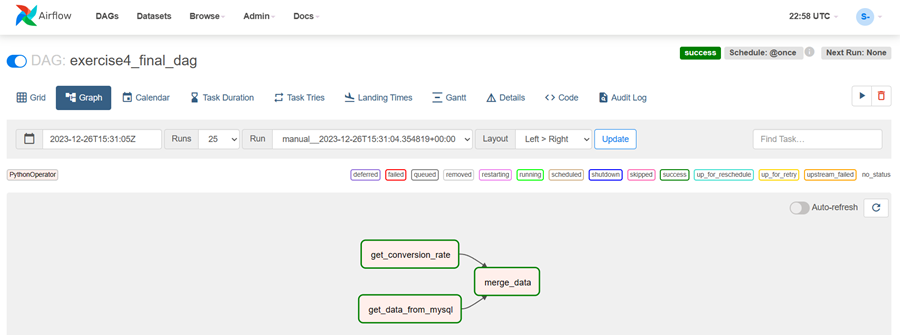 Airflow DAGs Datasets Browse Admin Docs 22:58 UTC S-
success Schedule: @once i Next Run: None
DAG: exercise4_final_dag
Grid Graph Calendar Task Duration Task Tries Landing Times Gantt Details Code Audit Log
2023-12-26T15:31:05Z Runs 25 Run manual__2023-12-26T15:31:04.354819+00:00 Layout Left > Right Update Find Task...
PythonOperator deferred failed queued removed restarting running scheduled shutdown skipped success up_for_reschedule up_for_retry upstream_failed no_status
Auto-refresh
get_conversion_rate
merge_data
get_data_from_mysql